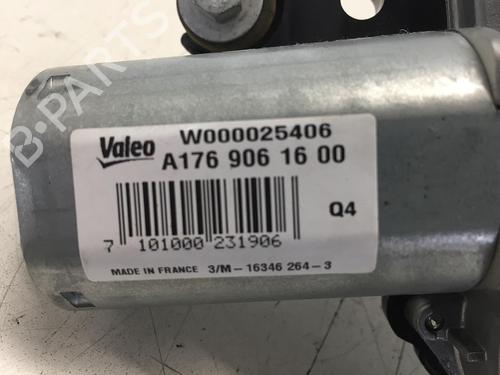 B-PARTS
Valeo
W000025406
A176 906 16 00
Q4
7 101000 231906
MADE IN FRANCE 3/M-16346 264-3